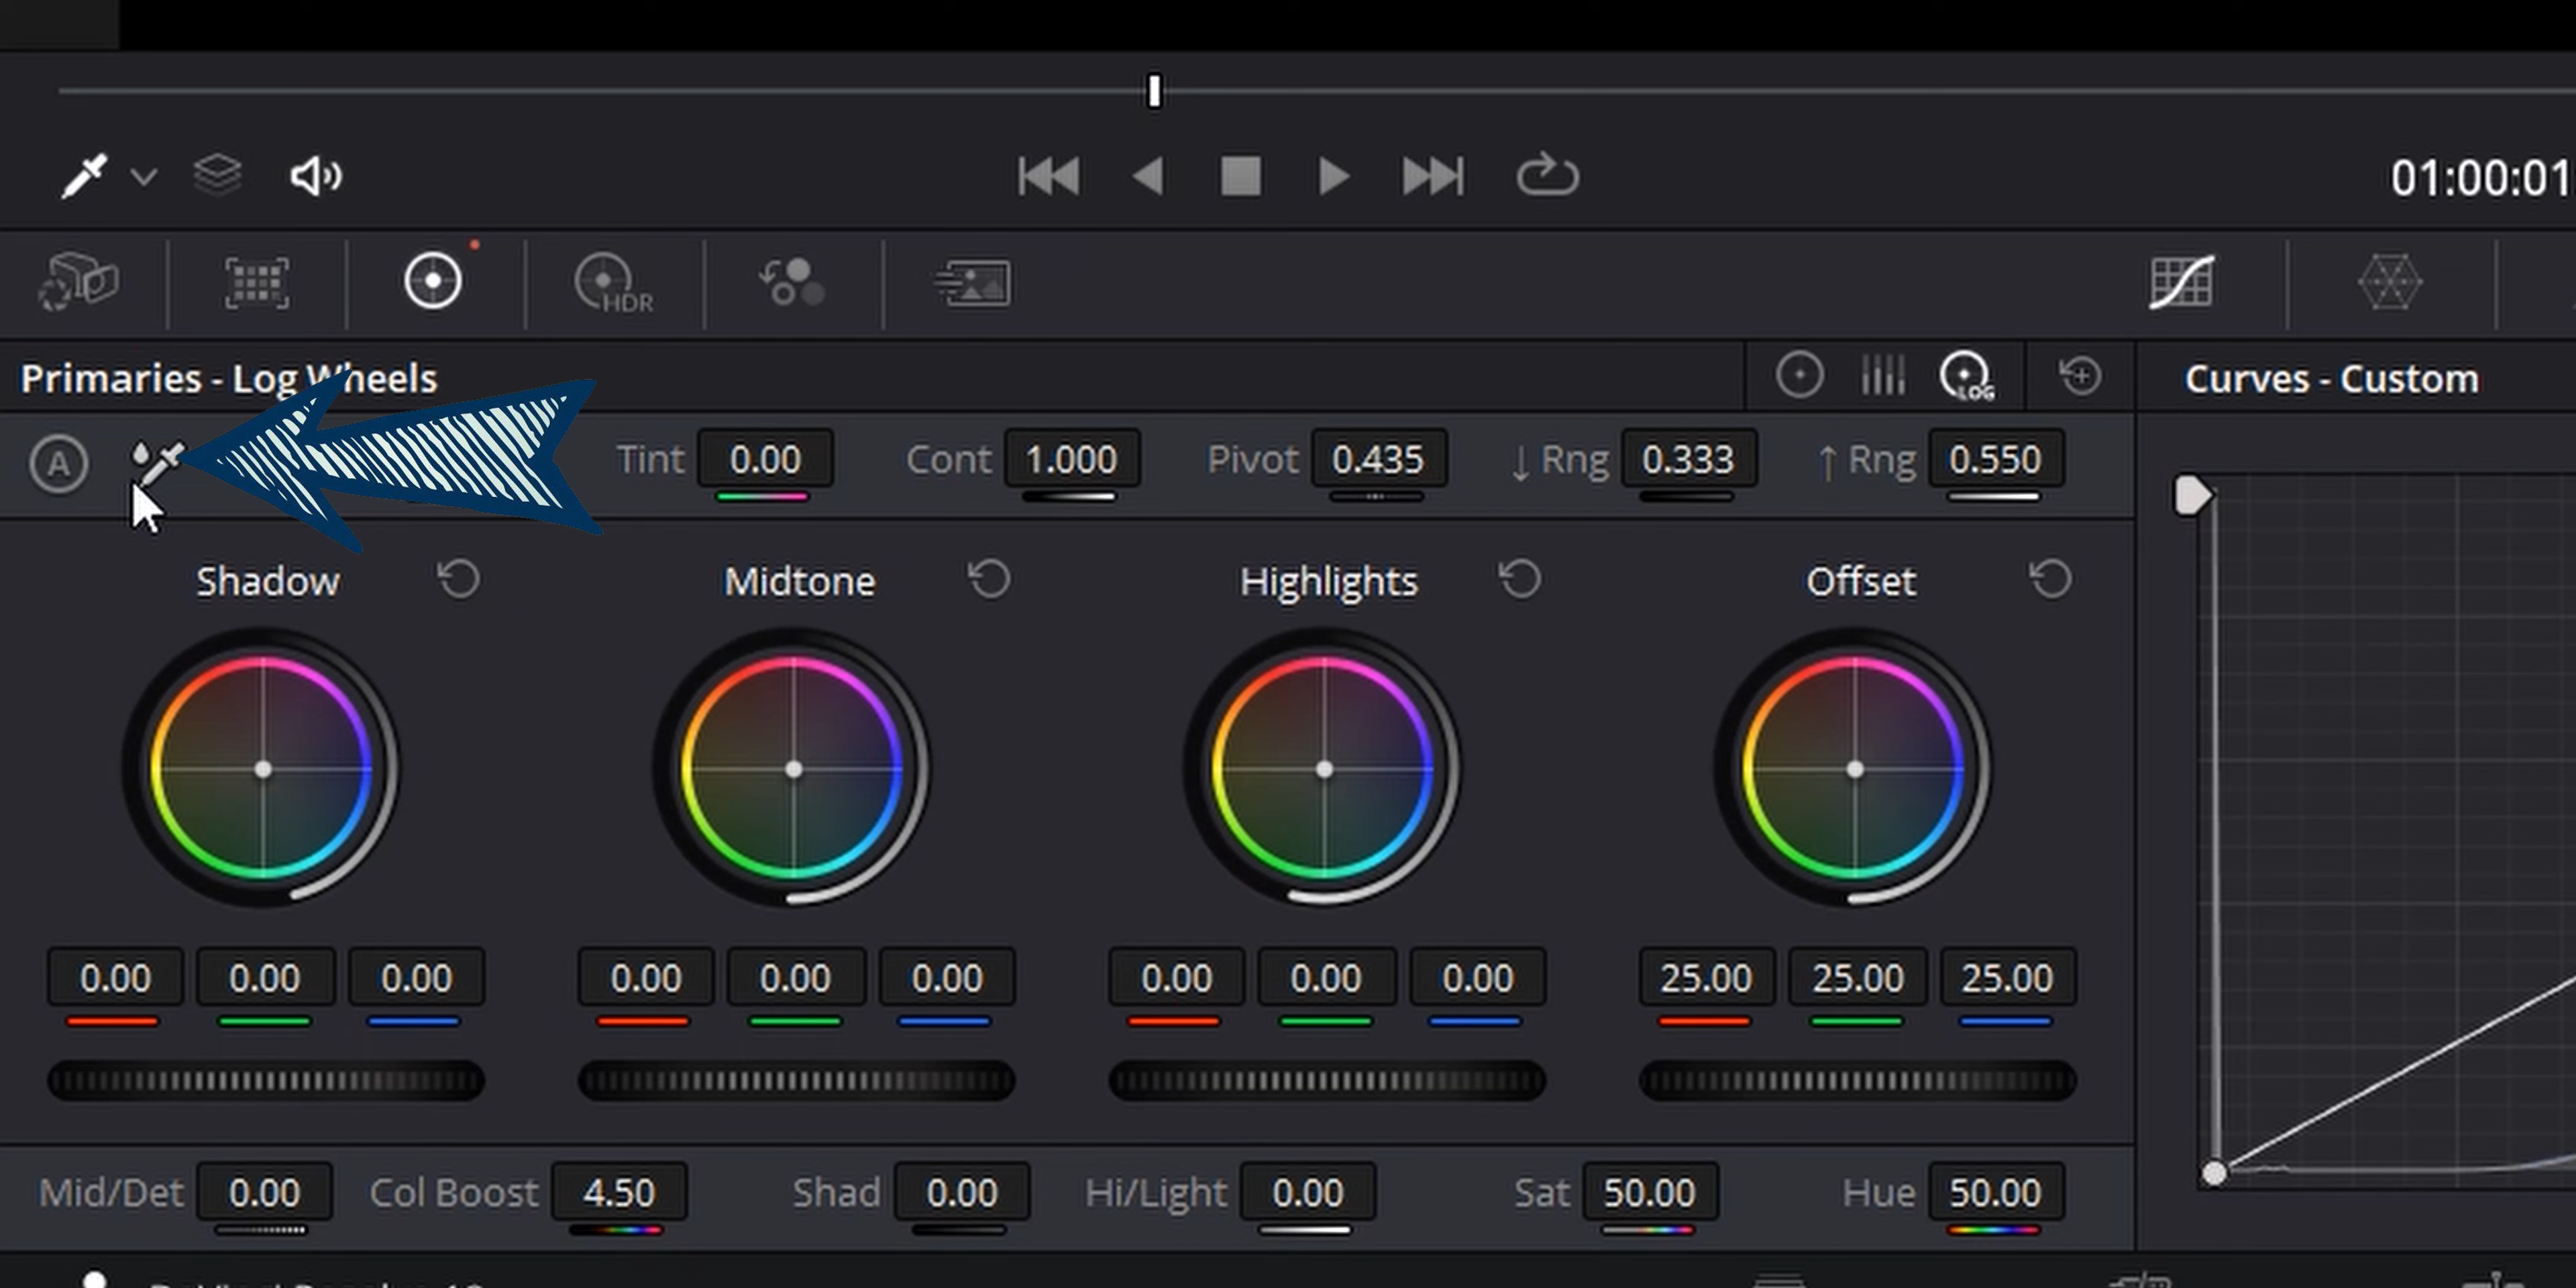 01:00:01
HDR
Primaries - Log Wheels
LOG
Curves - Custom
A
Tint 0.00 Cont 1.000 Pivot 0.435 ↓ Rng 0.333 ↑ Rng 0.550
Shadow Midtone Highlights Offset
0.00 0.00 0.00 0.00 0.00 0.00 0.00 0.00 0.00 25.00 25.00 25.00
Mid/Det 0.00 Col Boost 4.50 Shad 0.00 Hi/Light 0.00 Sat 50.00 Hue 50.00